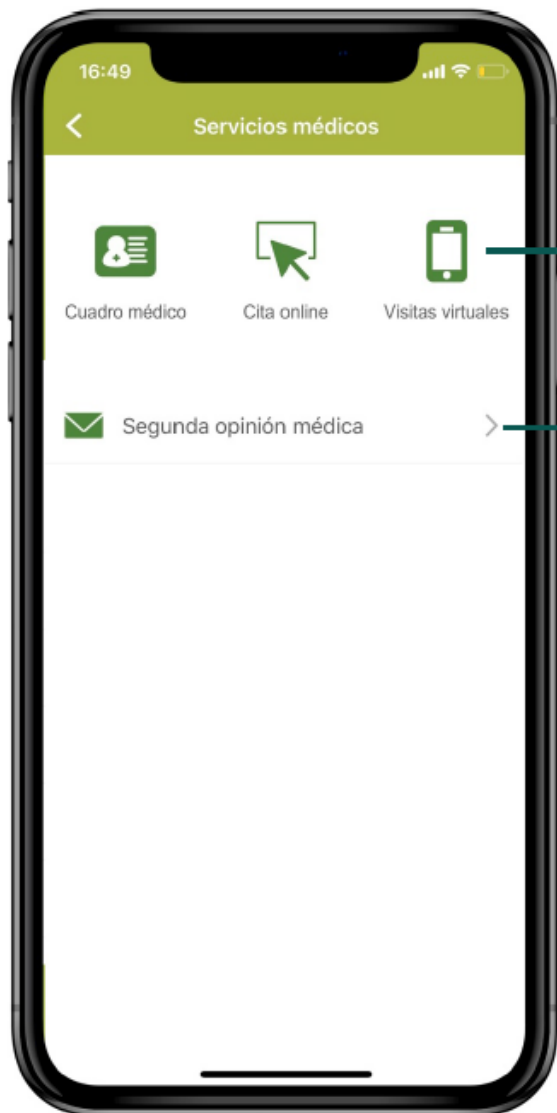 16:49
Servicios médicos
Cuadro médico
Cita online
Visitas virtuales
Segunda opinión médica